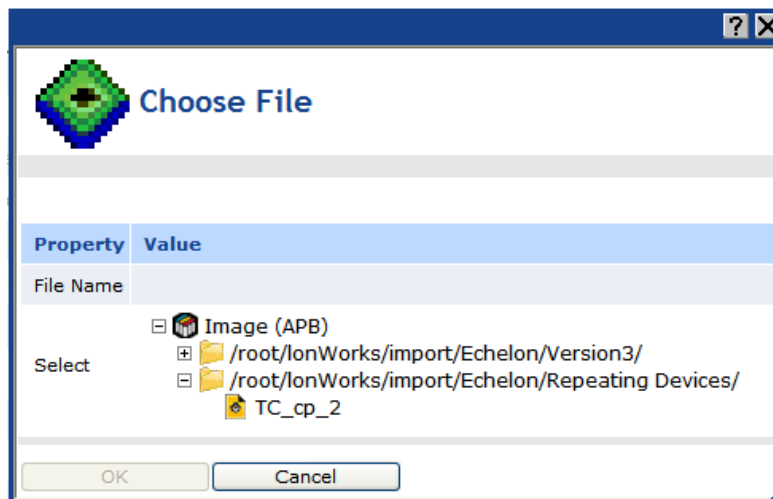 ?
Choose File
Property Value
File Name
Image (APB)
/root/lonWorks/import/Echelon/Version3/
Select
/root/lonWorks/import/Echelon/Repeating Devices/
TC_cp_2
OK Cancel